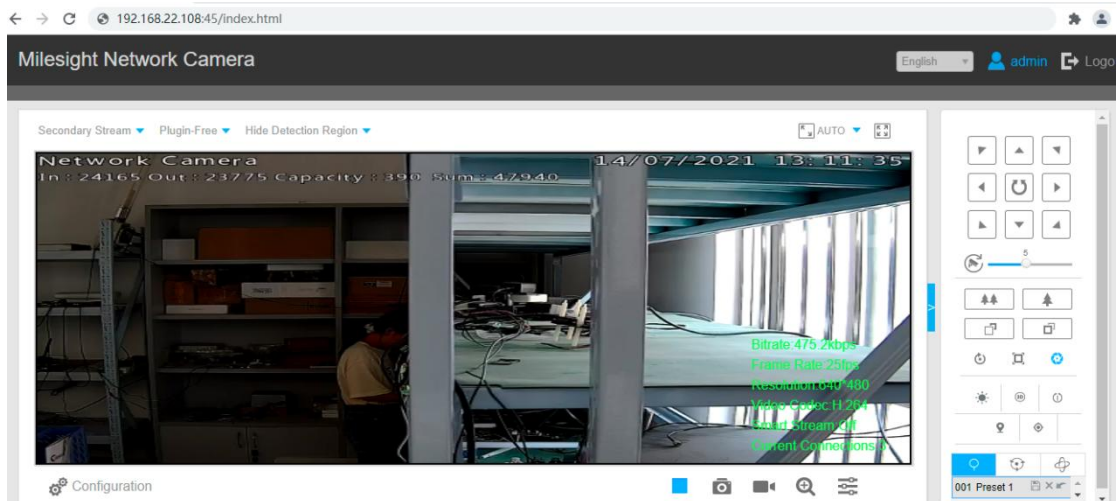 192.168.22.108:45/index.html
Milesight Network Camera
English admin Logo
Secondary Stream Plugin-Free Hide Detection Region AUTO
Network Camera 14/07/2021 13:11:35
In : 24165 Out : 23775 Capacity : 390 Sum : 47940
5
Bitrate:475.2kbps
Frame Rate:25fps
Resolution:640*480
Video Codec:H.264
Smart Stream:Off
Current Connections:3
Configuration
001 Preset 1